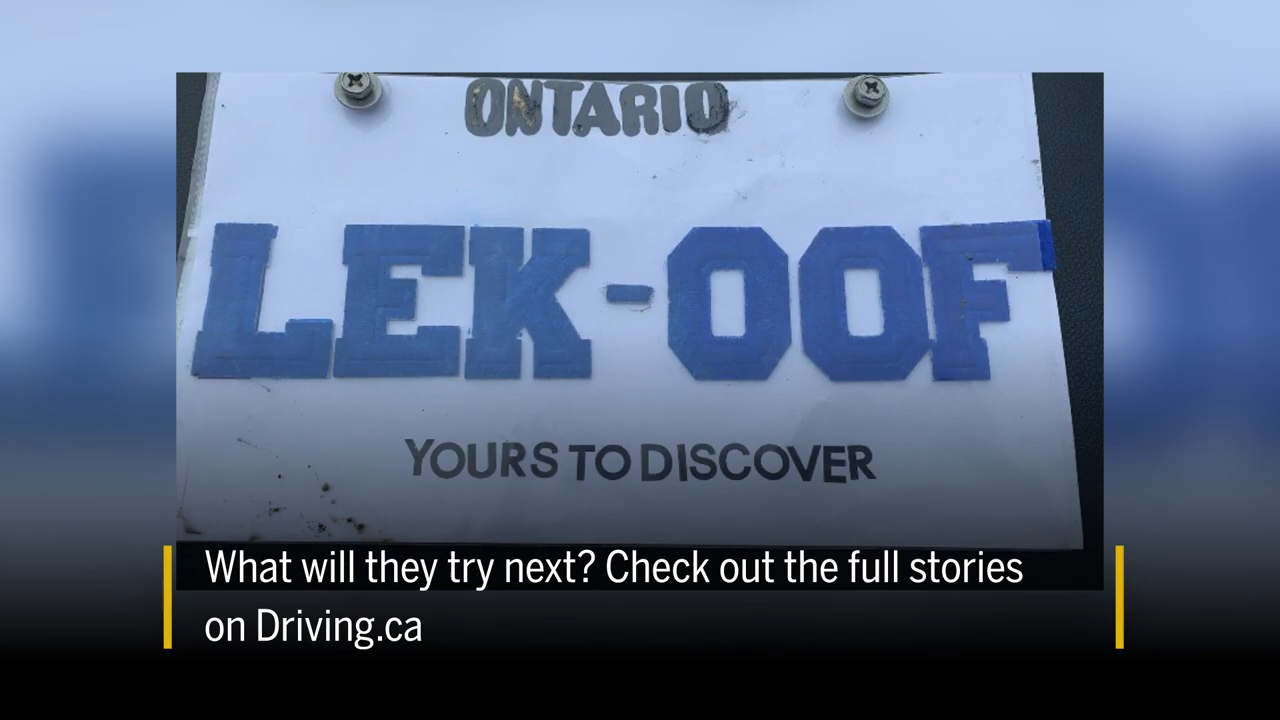 ONTARIO
LEK-OOF
YOURS TO DISCOVER
What will they try next? Check out the full stories
on Driving.ca